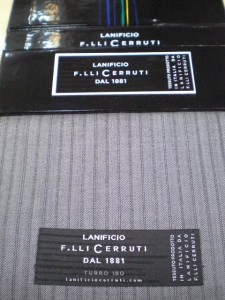 LANIFICIO
F.LLI CERRUTI
LANIFICIO
F.LLI CERRUTI
DAL 1881
TESSUTO PRODOTTO
IN ITALIA DA
LANIFICIO
F.LLI CERRUTI
LANIFICIO
F.LLI CERRUTI
DAL 1881
TURBO 180
lanificiocerruti.com
TESSUTO PRODOTTO
IN ITALIA DA
LANIFICIO
F.LLI CERRUTI